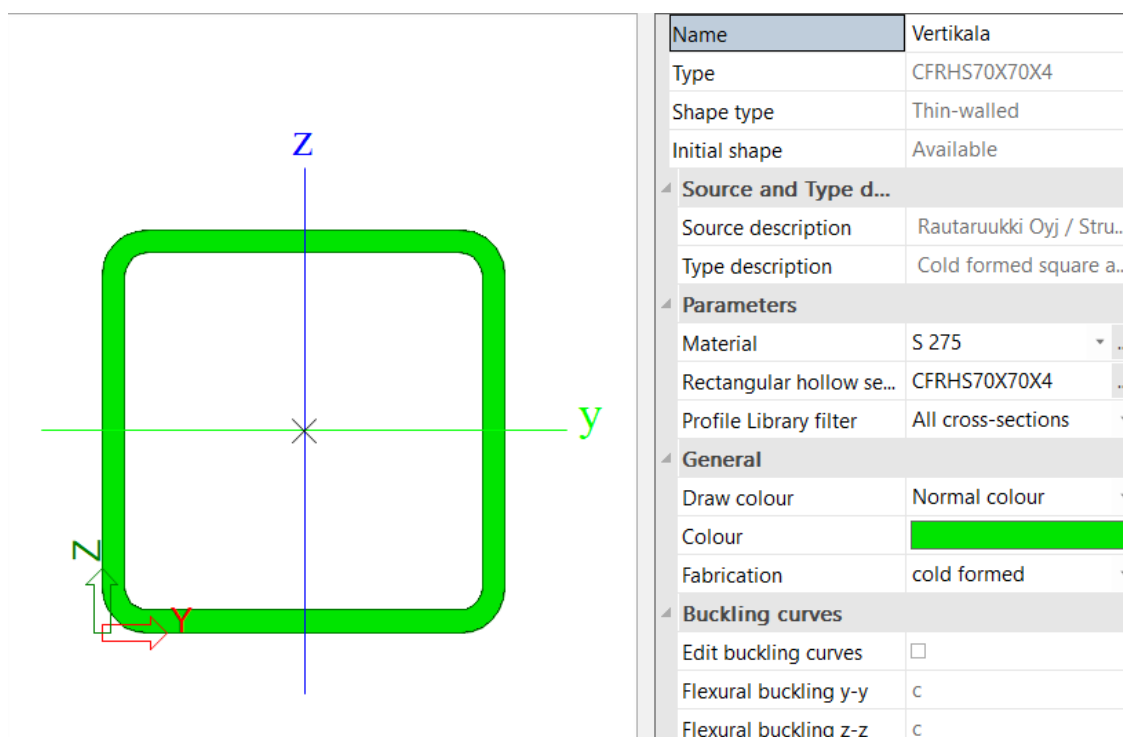 z
y
Z
Y
Name Vertikala
Type CFRHS70X70X4
Shape type Thin-walled
Initial shape Available
Source and Type d...
Source description Rautaruukki Oyj / Stru..
Type description Cold formed square a..
Parameters
Material S 275
Rectangular hollow se... CFRHS70X70X4
Profile Library filter All cross-sections
General
Draw colour Normal colour
Colour
Fabrication cold formed
Buckling curves
Edit buckling curves
Flexural buckling y-y c
Flexural buckling z-z c